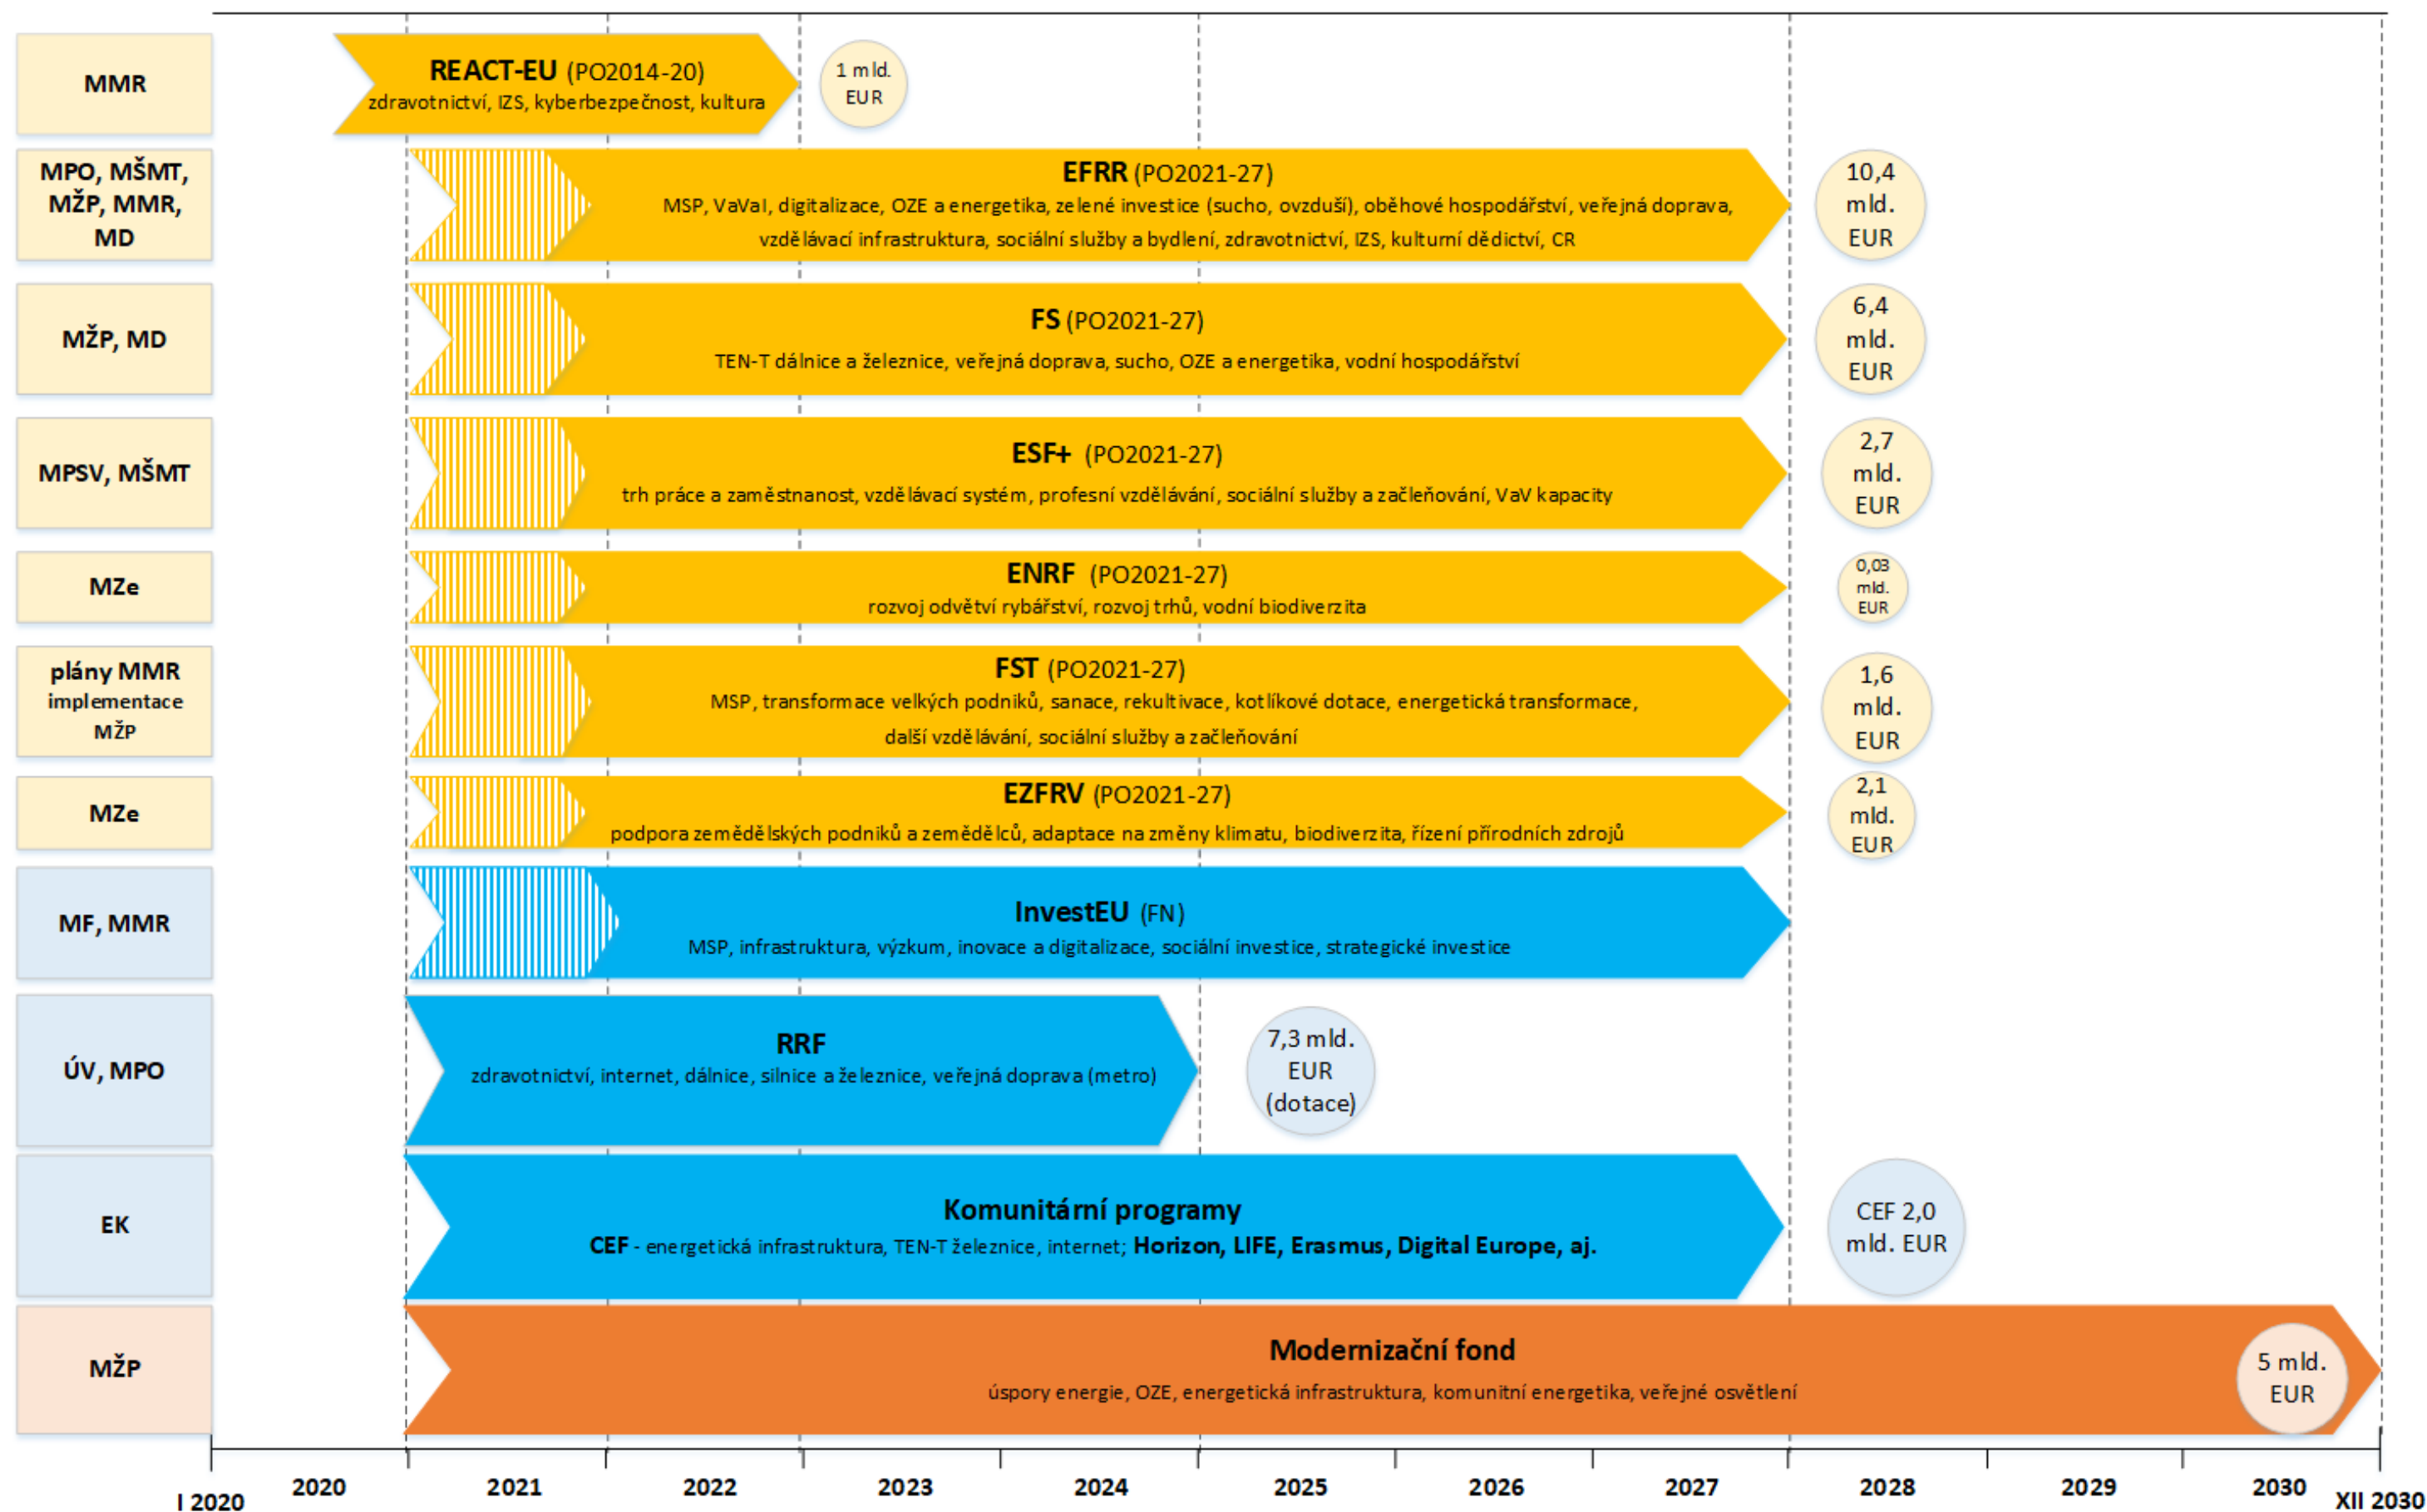 MMR
REACT-EU (PO2014-20)
zdravotnictví, IZS, kyberbezpečnost, kultura
1 mld.
EUR
MPO, MŠMT,
MŽP, MMR,
MD
EFRR (PO2021-27)
MSP, VaVaI, digitalizace, OZE a energetika, zelené investice (sucho, ovzduší), oběhové hospodářství, veřejná doprava,
vzdělávací infrastruktura, sociální služby a bydlení, zdravotnictví, IZS, kulturní dědictví, CR
10,4
mld.
EUR
MŽP, MD
FS (PO2021-27)
TEN-T dálnice a železnice, veřejná doprava, sucho, OZE a energetika, vodní hospodářství
6,4
mld.
EUR
MPSV, MŠMT
ESF+ (PO2021-27)
trh práce a zaměstnanost, vzdělávací systém, profesní vzdělávání, sociální služby a začleňování, VaV kapacity
2,7
mld.
EUR
MZe
ENRF (PO2021-27)
rozvoj odvětví rybářství, rozvoj trhů, vodní biodiverzita
0,03
mld.
EUR
plány MMR
implementace
MŽP
FST (PO2021-27)
MSP, transformace velkých podniků, sanace, rekultivace, kotlíkové dotace, energetická transformace,
další vzdělávání, sociální služby a začleňování
1,6
mld.
EUR
MZe
EZFRV (PO2021-27)
podpora zemědělských podniků a zemědělců, adaptace na změny klimatu, biodiverzita, řízení přírodních zdrojů
2,1
mld.
EUR
MF, MMR
InvestEU (FN)
MSP, infrastruktura, výzkum, inovace a digitalizace, sociální investice, strategické investice
ÚV, MPO
RRF
zdravotnictví, internet, dálnice, silnice a železnice, veřejná doprava (metro)
7,3 mld.
EUR
(dotace)
EK
Komunitární programy
CEF - energetická infrastruktura, TEN-T železnice, internet; Horizon, LIFE, Erasmus, Digital Europe, aj.
CEF 2,0
mld. EUR
MŽP
Modernizační fond
úspory energie, OZE, energetická infrastruktura, komunitní energetika, veřejné osvětlení
5 mld.
EUR
I 2020 2020 2021 2022 2023 2024 2025 2026 2027 2028 2029 2030 XII 2030